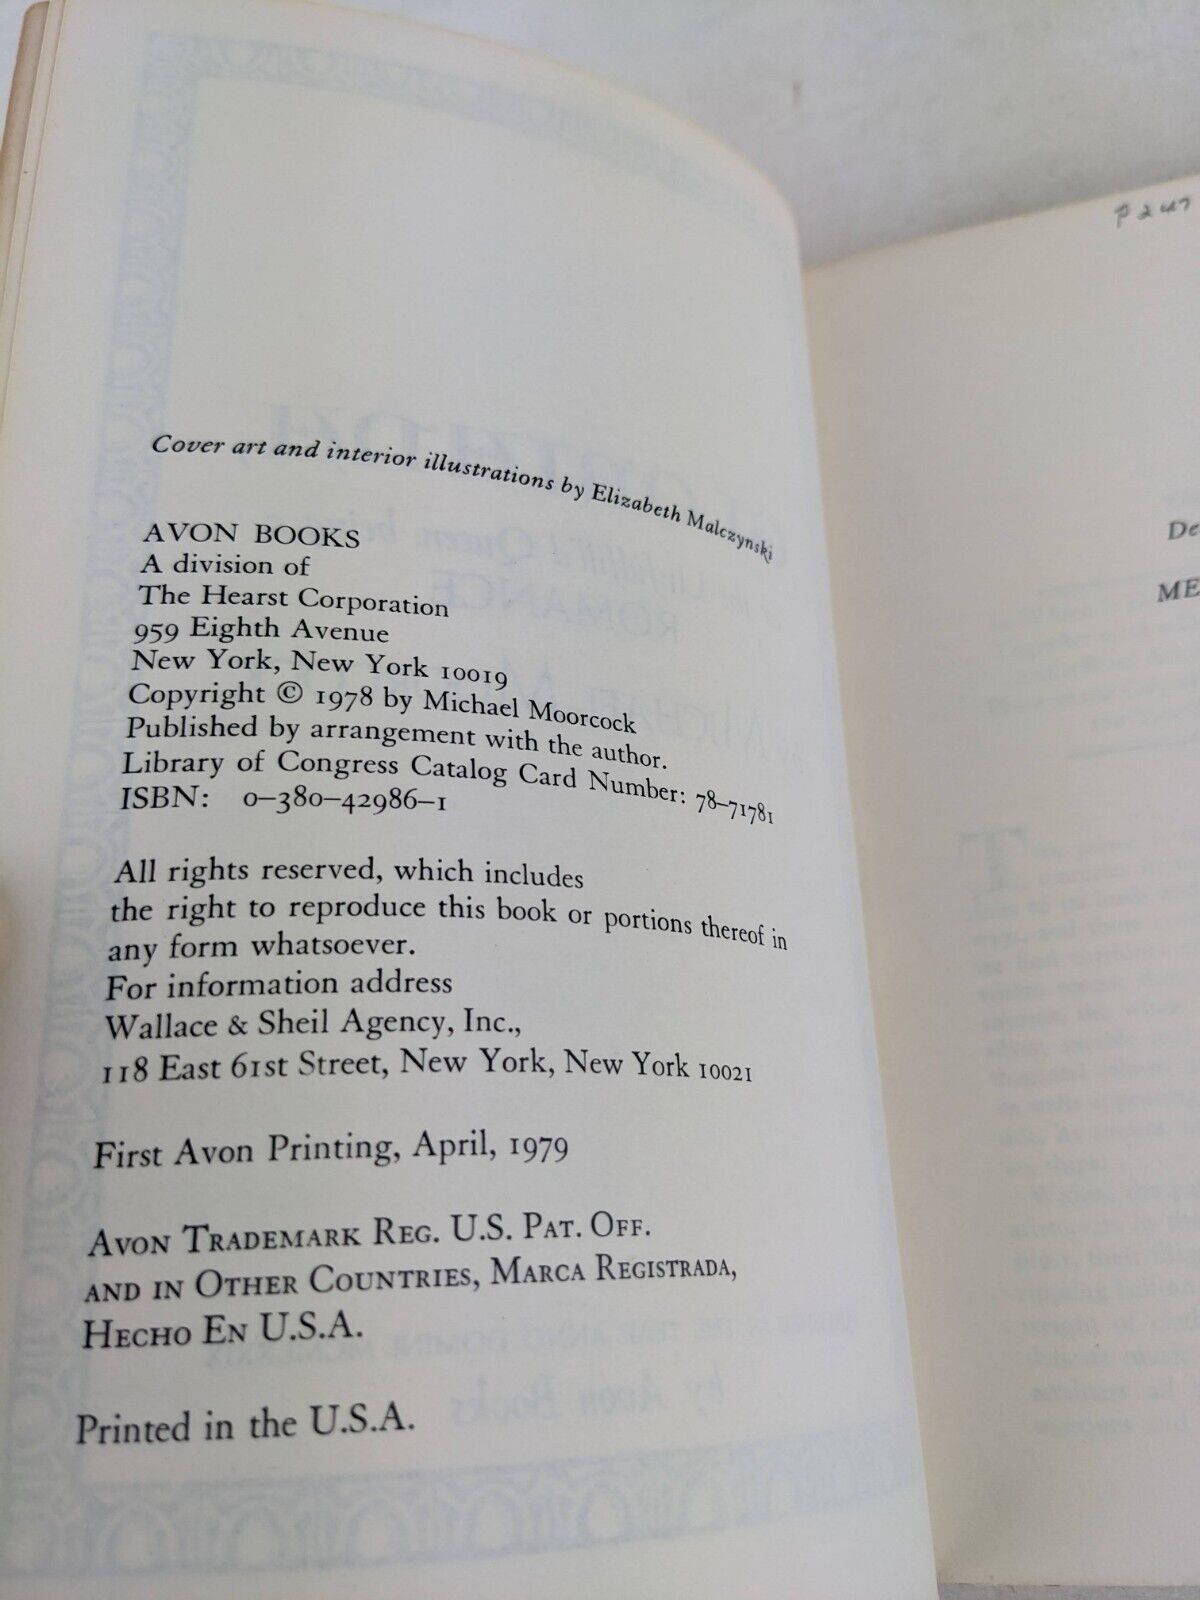 Cover art and interior illustrations by Elizabeth Malczynski
AVON BOOKS
A division of
The Hearst Corporation
959 Eighth Avenue
New York, New York 10019
Copyright © 1978 by Michael Moorcock
Published by arrangement with the author.
Library of Congress Catalog Card Number: 78–71781
ISBN: 0–380–42986–1
All rights reserved, which includes
the right to reproduce this book or portions thereof in
any form whatsoever.
For information address
Wallace & Sheil Agency, Inc.,
118 East 61st Street, New York, New York 10021
First Avon Printing, April, 1979
AVON TRADEMARK REG. U.S. PAT. OFF.
AND IN OTHER COUNTRIES, MARCA REGISTRADA,
HECHO EN U.S.A.
Printed in the U.S.A.
De
ME